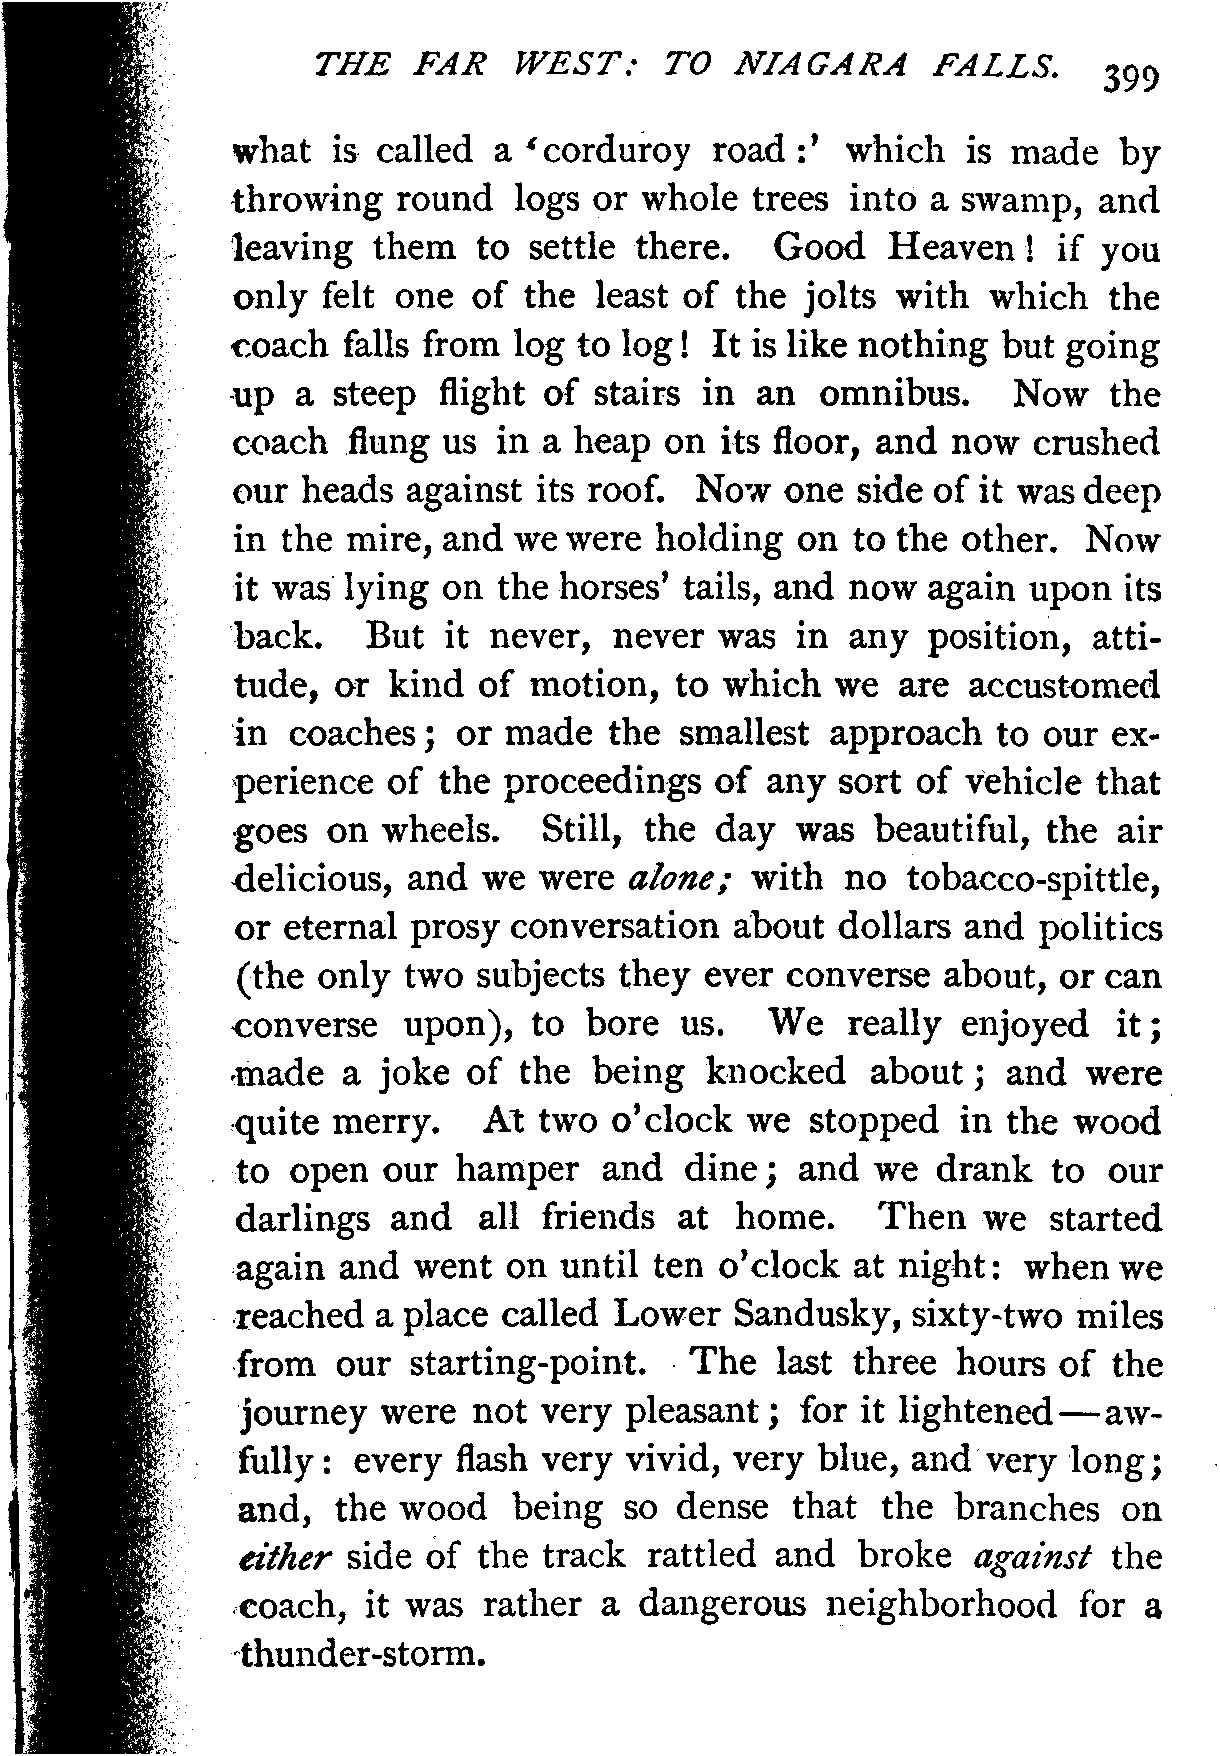 THE FAR WEST: TO NIAGARA FALLS. 399
what is called a ‘corduroy road:’ which is made by
throwing round logs or whole trees into a swamp, and
leaving them to settle there. Good Heaven! if you
only felt one of the least of the jolts with which the
coach falls from log to log! It is like nothing but going
up a steep flight of stairs in an omnibus. Now the
coach flung us in a heap on its floor, and now crushed
our heads against its roof. Now one side of it was deep
in the mire, and we were holding on to the other. Now
it was lying on the horses’ tails, and now again upon its
back. But it never, never was in any position, atti-
tude, or kind of motion, to which we are accustomed
in coaches; or made the smallest approach to our ex-
perience of the proceedings of any sort of vehicle that
goes on wheels. Still, the day was beautiful, the air
delicious, and we were alone; with no tobacco-spittle,
or eternal prosy conversation about dollars and politics
(the only two subjects they ever converse about, or can
converse upon), to bore us. We really enjoyed it;
made a joke of the being knocked about; and were
quite merry. At two o’clock we stopped in the wood
to open our hamper and dine; and we drank to our
darlings and all friends at home. Then we started
again and went on until ten o’clock at night: when we
reached a place called Lower Sandusky, sixty-two miles
from our starting-point. The last three hours of the
journey were not very pleasant; for it lightened—aw-
fully: every flash very vivid, very blue, and very long;
and, the wood being so dense that the branches on
either side of the track rattled and broke against the
coach, it was rather a dangerous neighborhood for a
thunder-storm.